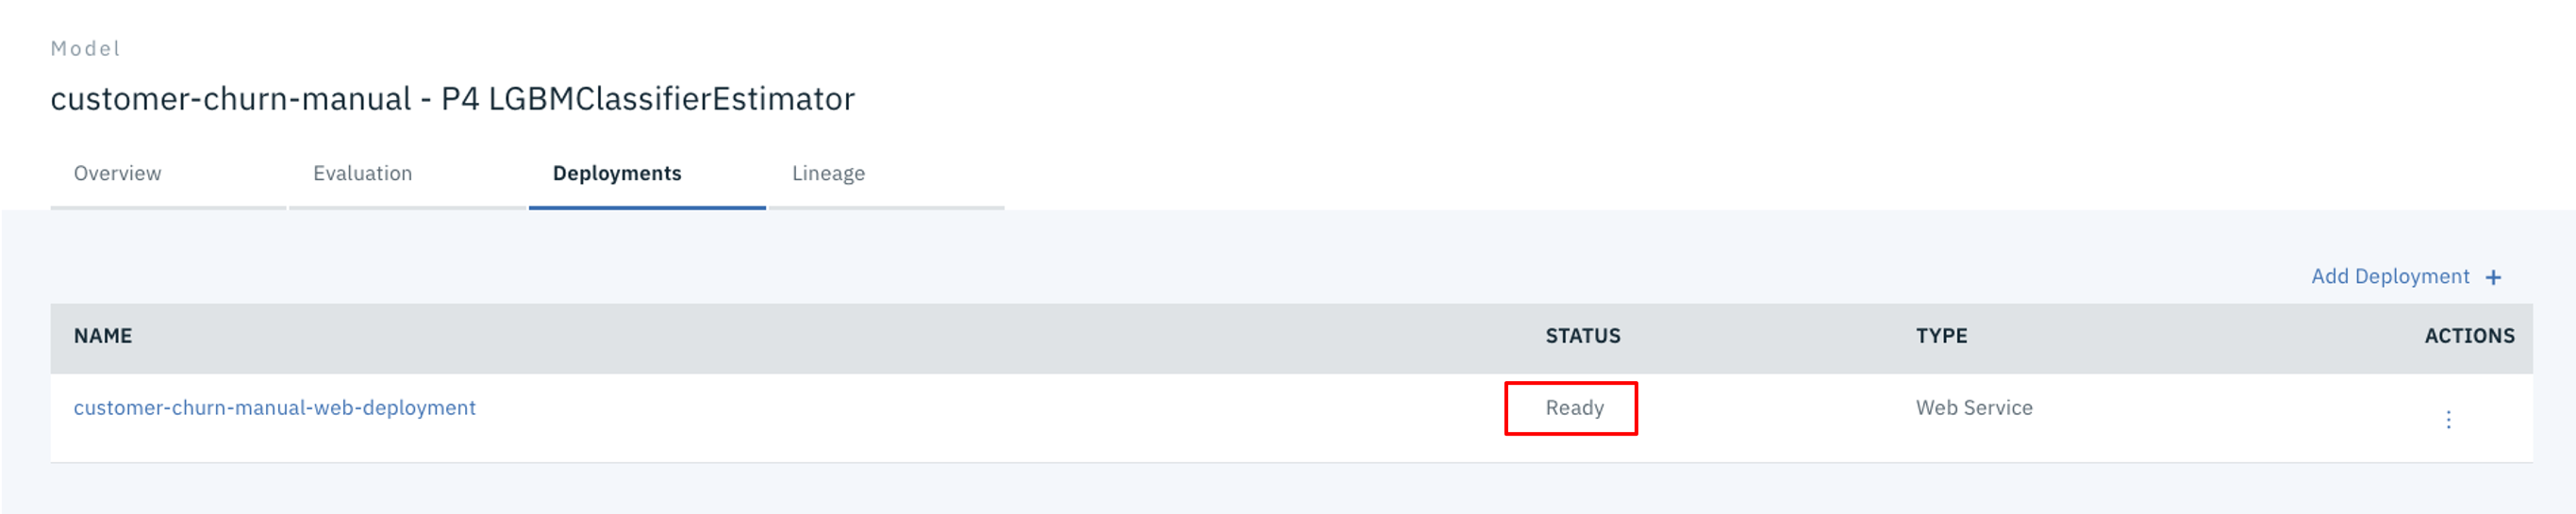 Model
customer-churn-manual - P4 LGBMClassifierEstimator
Overview Evaluation Deployments Lineage
Add Deployment +
NAME STATUS TYPE ACTIONS
customer-churn-manual-web-deployment Ready Web Service